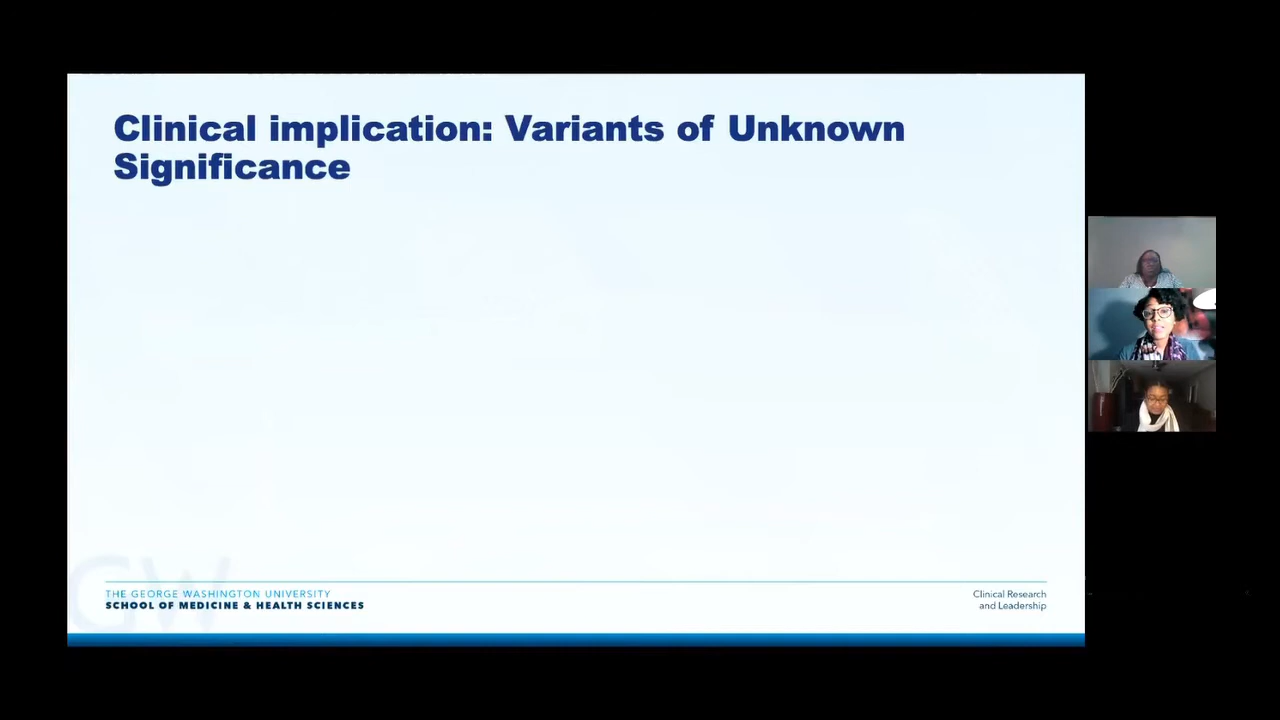 Clinical implication: Variants of Unknown
Significance
GW
THE GEORGE WASHINGTON UNIVERSITY
SCHOOL OF MEDICINE & HEALTH SCIENCES
Clinical Research
and Leadership